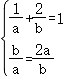 1/a + 2/b = 1
b/a = 2a/b